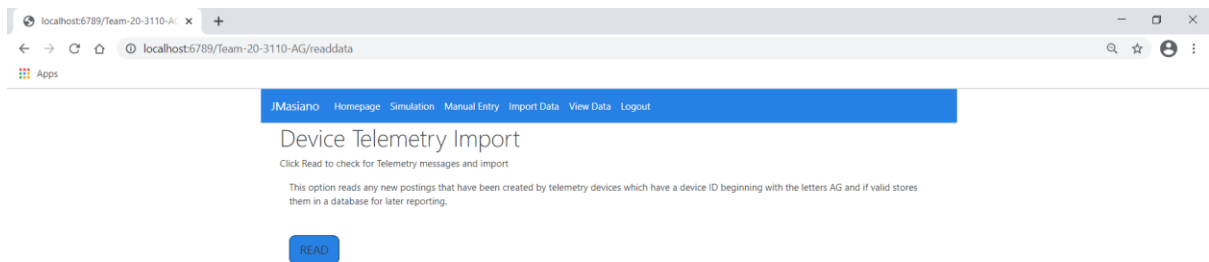 localhost:6789/Team-20-3110-A
localhost:6789/Team-20-3110-AG/readdata
Apps
JMasiano Homepage Simulation Manual Entry Import Data View Data Logout
Device Telemetry Import
Click Read to check for Telemetry messages and import
This option reads any new postings that have been created by telemetry devices which have a device ID beginning with the letters AG and if valid stores
them in a database for later reporting.
READ